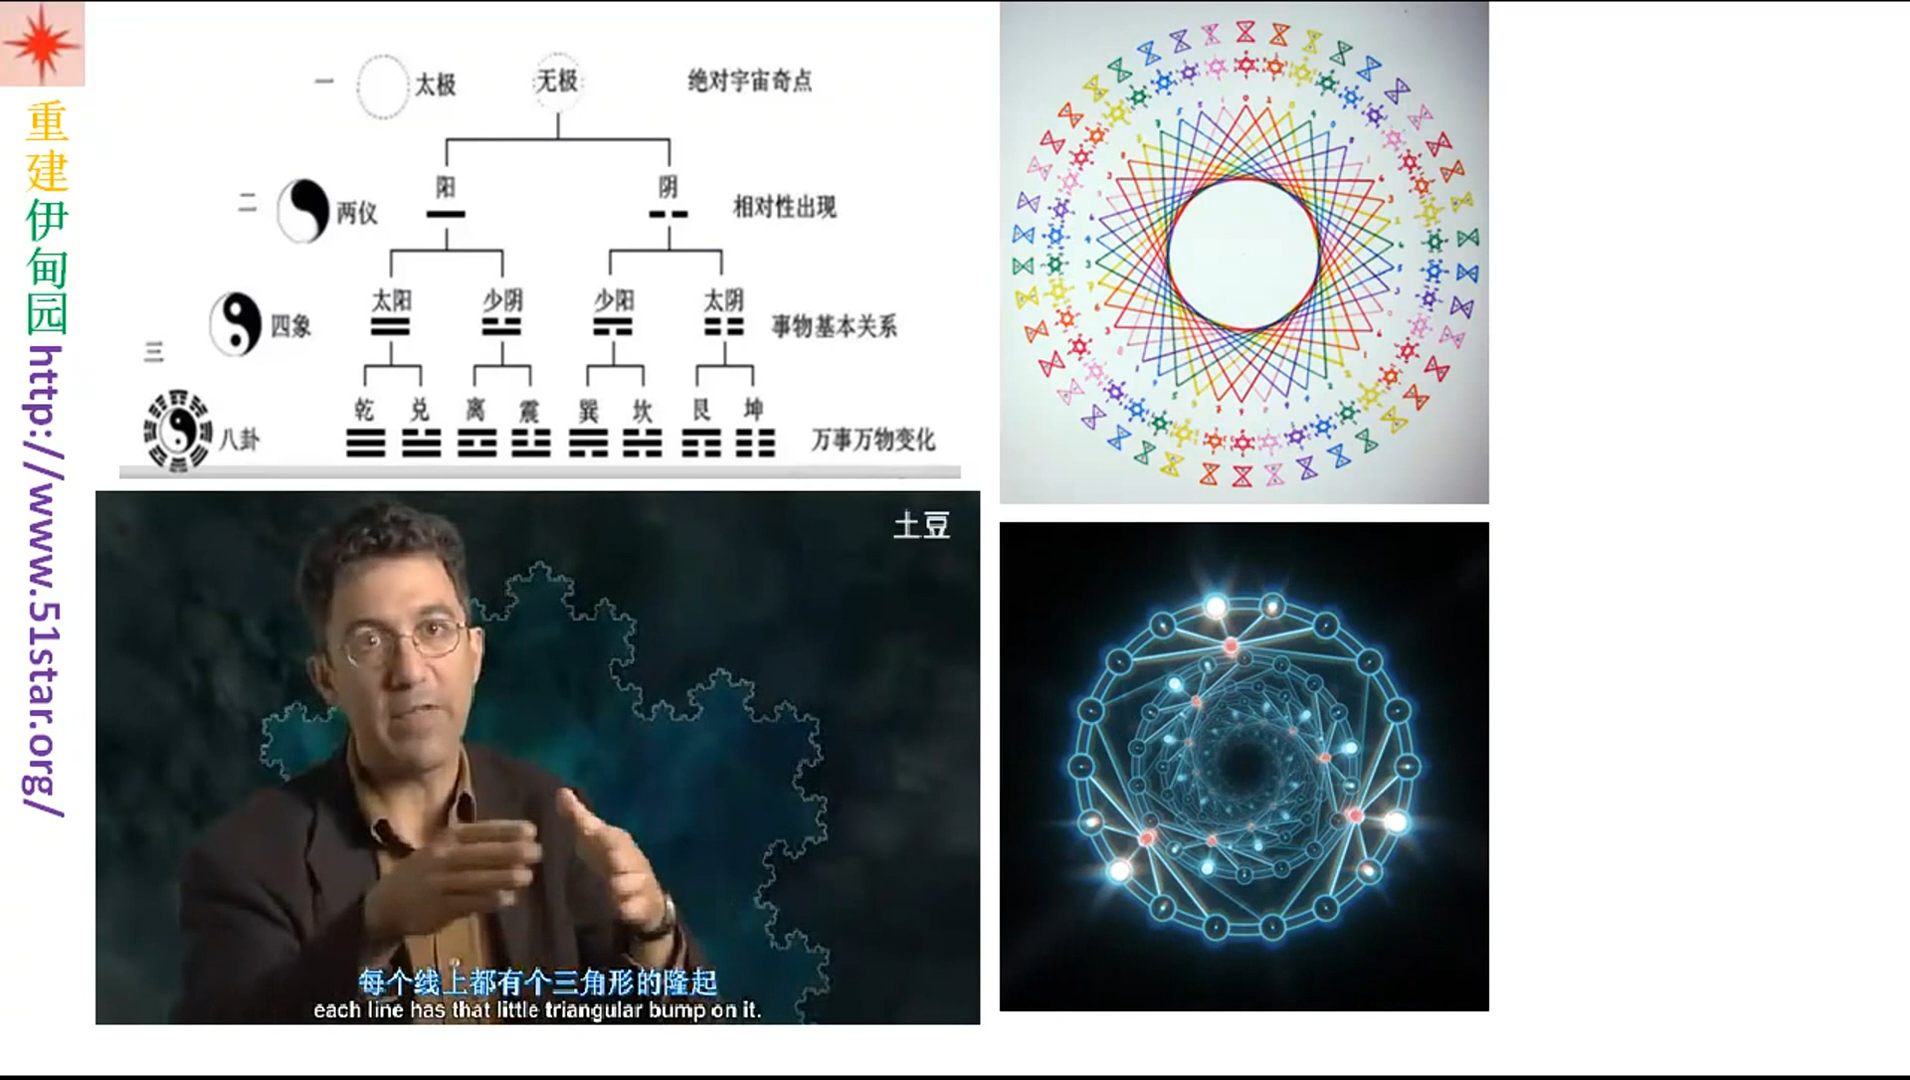 重建伊甸园 http://www.51star.org/
一 太极 无极 绝对宇宙奇点
阳 阴
二 两仪 相对性出现
太阳 少阴 少阳 太阴
四象 事物基本关系
三
乾 兑 离 震 巽 坎 艮 坤
八卦 万事万物变化
土豆
每个线上都有个三角形的隆起
each line has that little triangular bump on it.